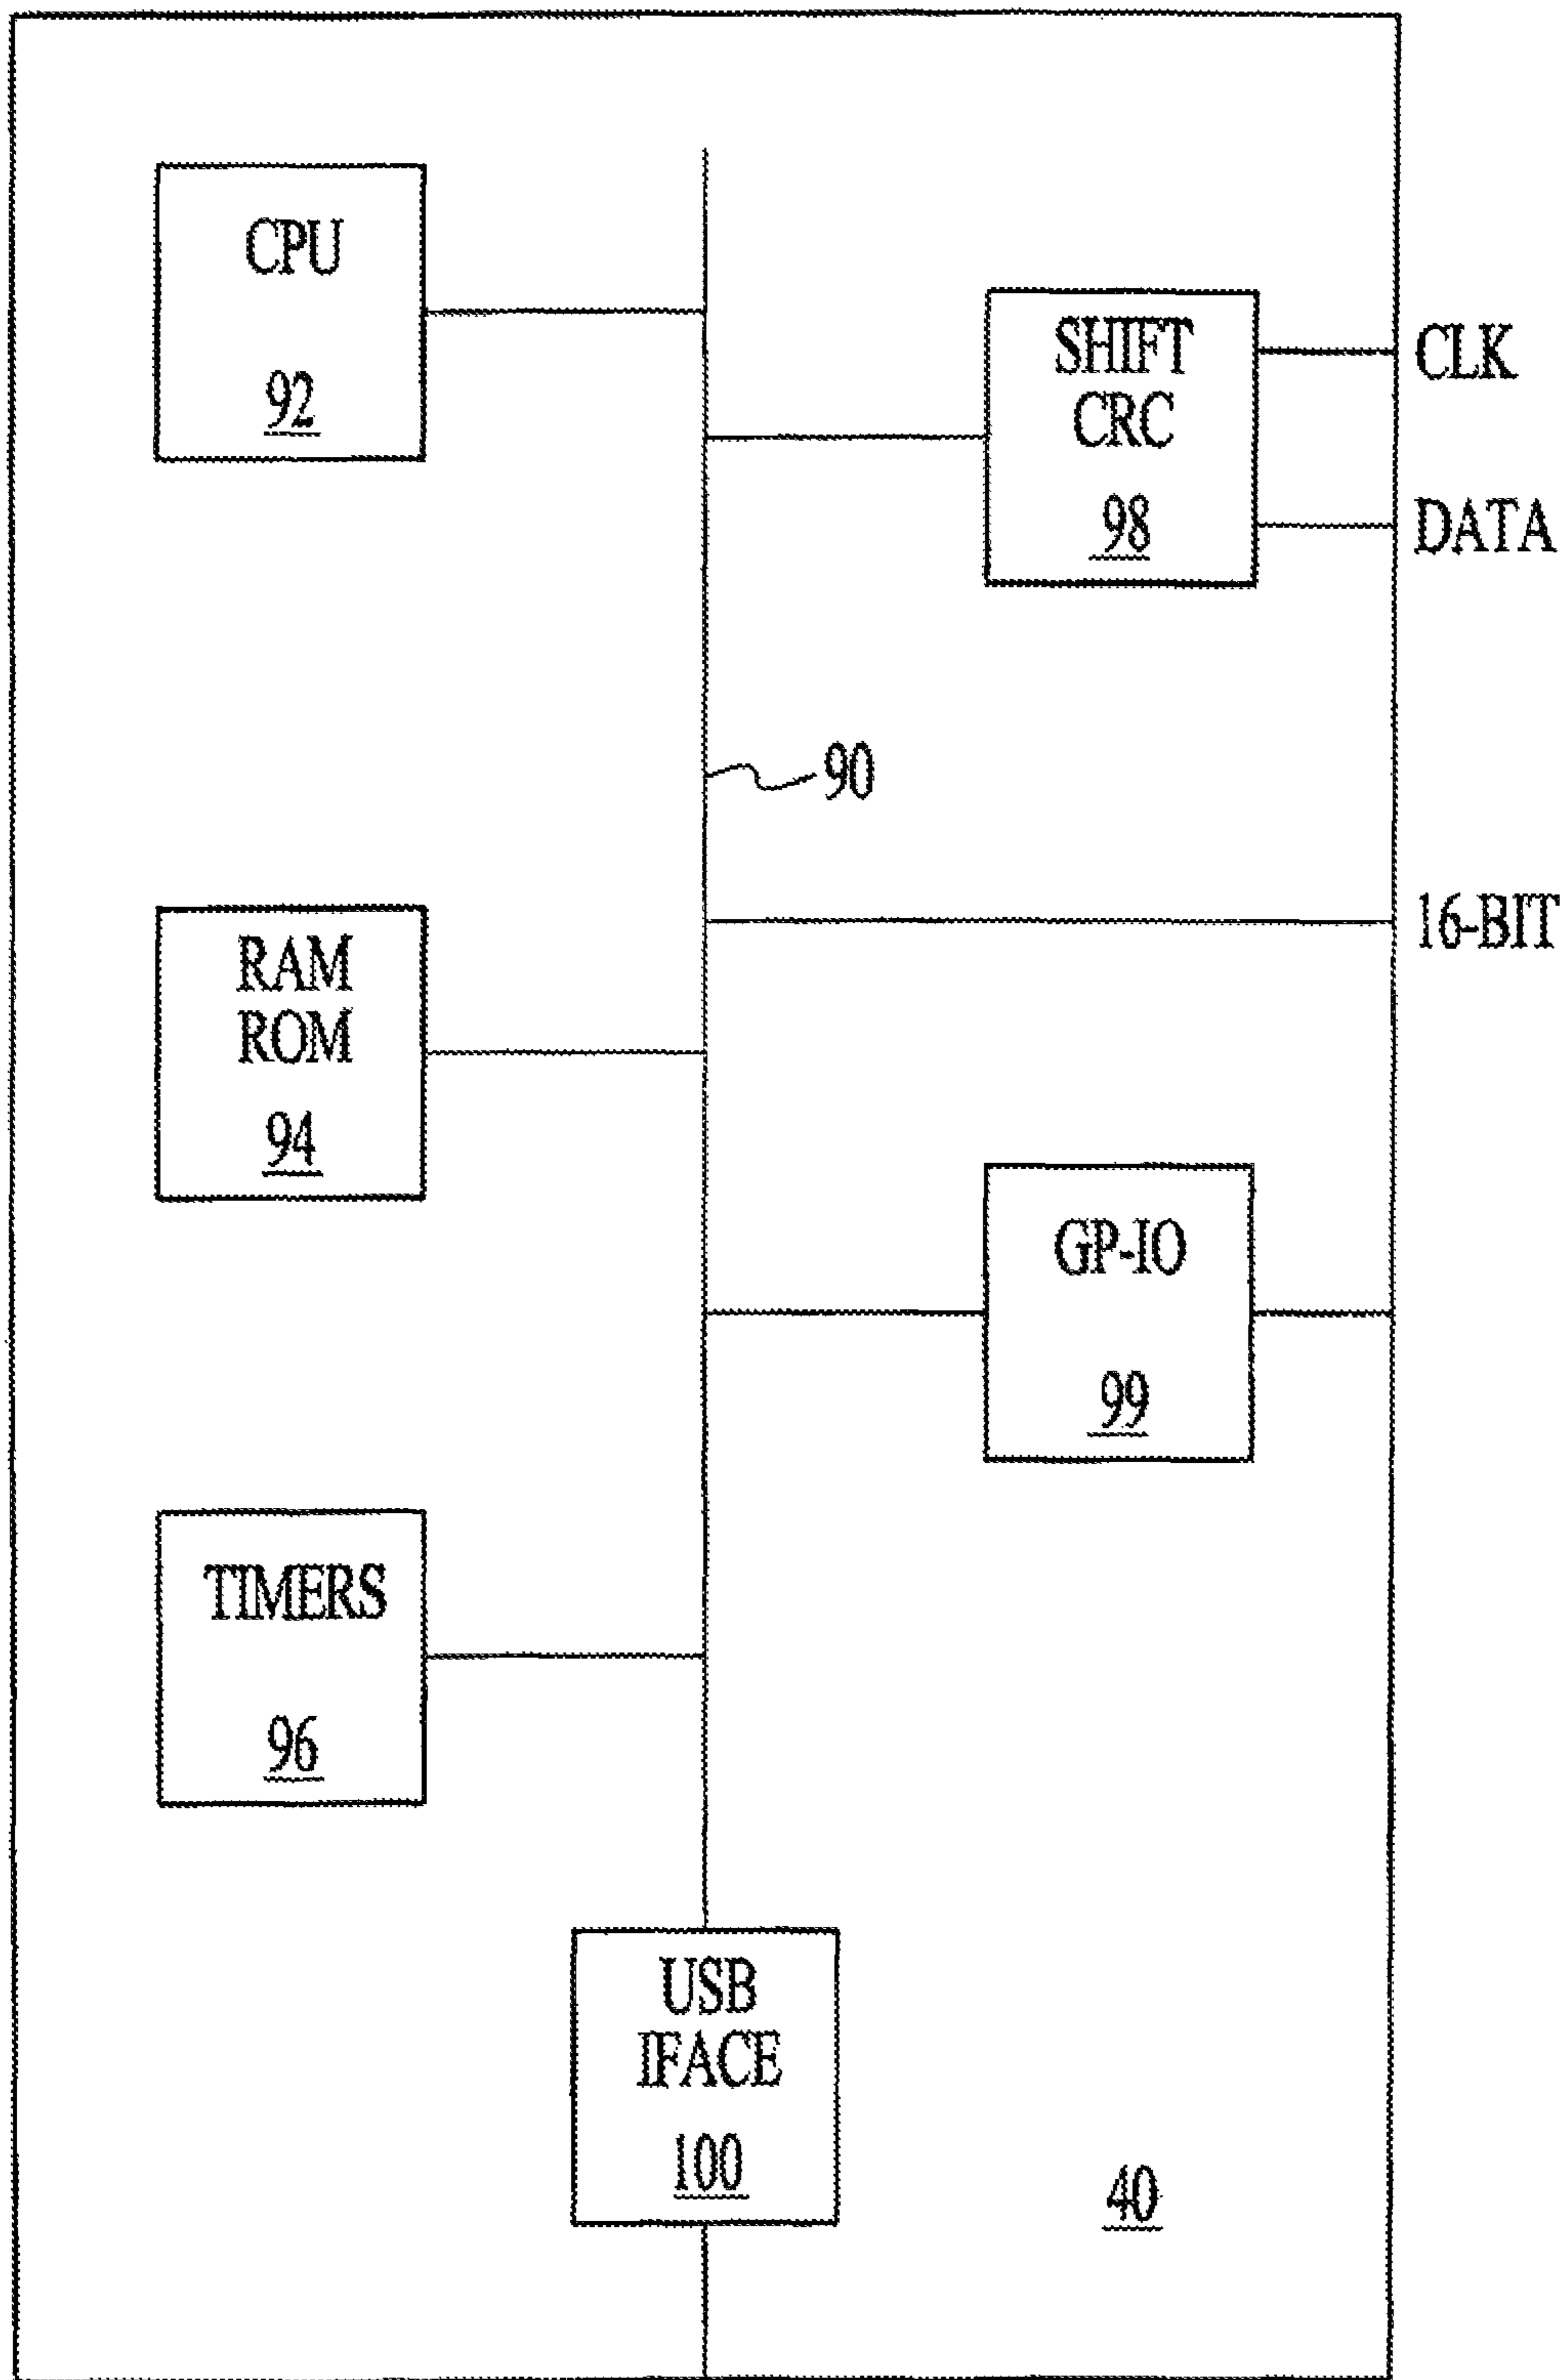 CPU
92
SHIFT
CRC
98
CLK
DATA
90
16-BIT
RAM
ROM
94
GP-IO
99
TIMERS
96
USB
IFACE
100
40